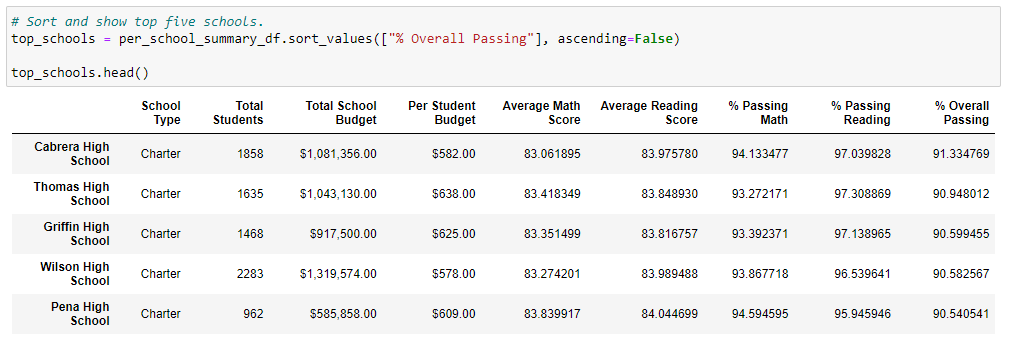 # Sort and show top five schools.
top_schools = per_school_summary_df.sort_values(["% Overall Passing"], ascending=False)
top_schools.head()
School Type Total Students Total School Budget Per Student Budget Average Math Score Average Reading Score % Passing Math % Passing Reading % Overall Passing
Cabrera High School Charter 1858 $1,081,356.00 $582.00 83.061895 83.975780 94.133477 97.039828 91.334769
Thomas High School Charter 1635 $1,043,130.00 $638.00 83.418349 83.848930 93.272171 97.308869 90.948012
Griffin High School Charter 1468 $917,500.00 $625.00 83.351499 83.816757 93.392371 97.138965 90.599455
Wilson High School Charter 2283 $1,319,574.00 $578.00 83.274201 83.989488 93.867718 96.539641 90.582567
Pena High School Charter 962 $585,858.00 $609.00 83.839917 84.044699 94.594595 95.945946 90.540541